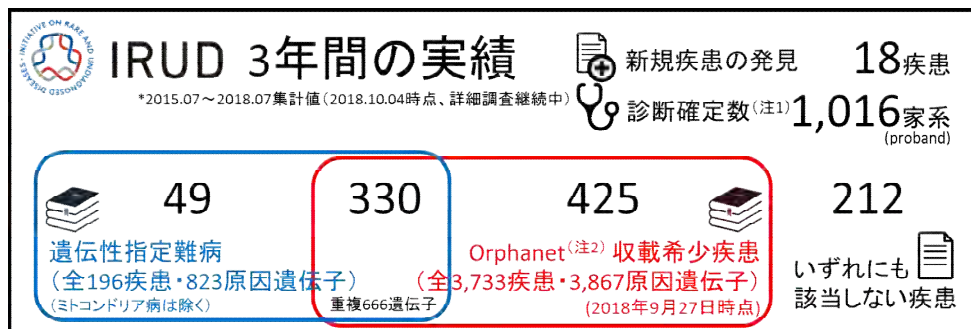 INITIATIVE ON RARE AND UNDIAGNOSED DISEASES
IRUD 3年間の実績
*2015.07～2018.07集計値(2018.10.04時点、詳細調査継続中)
新規疾患の発見 18疾患
診断確定数(注1) 1,016家系
(proband)
49
330
425
212
遺伝性指定難病
(全196疾患・823原因遺伝子)
(ミトコンドリア病は除く)
重複666遺伝子
Orphanet(注2) 収載希少疾患
(全3,733疾患・3,867原因遺伝子)
(2018年9月27日時点)
いずれにも
該当しない疾患